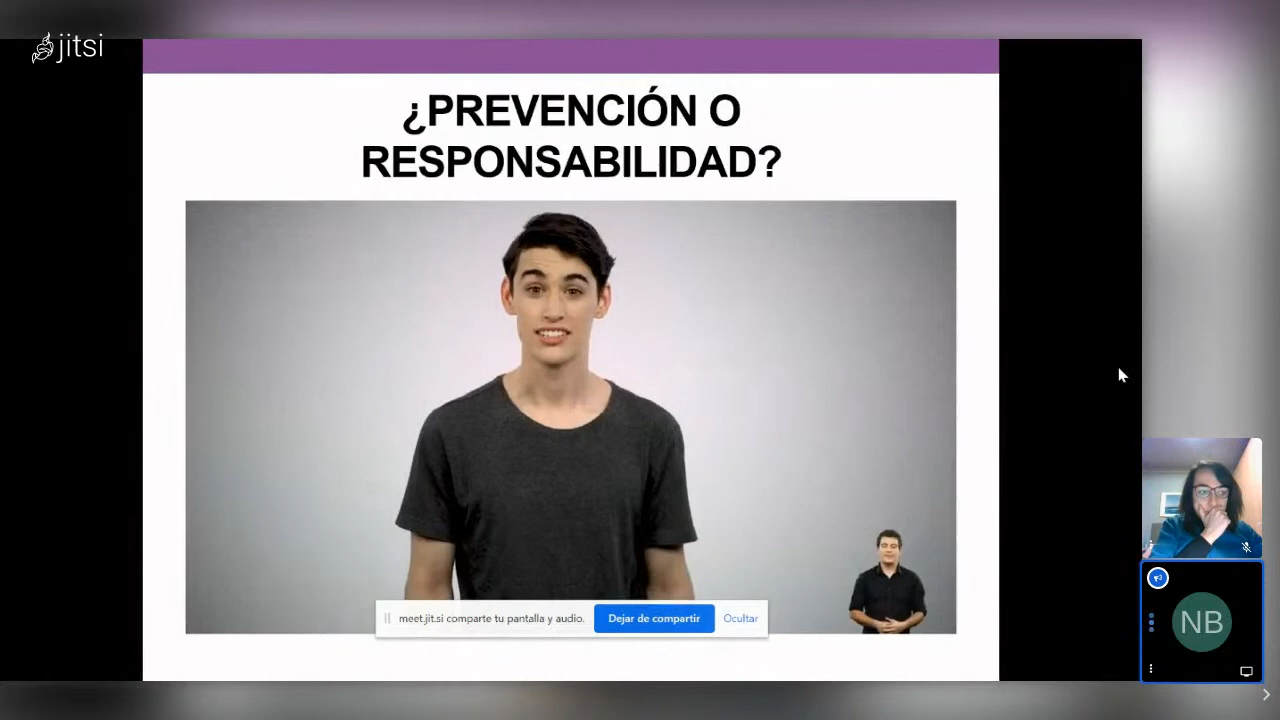 jitsi
¿PREVENCIÓN O
RESPONSABILIDAD?
meet.jit.si comparte tu pantalla y audio.
Dejar de compartir
Ocultar
NB